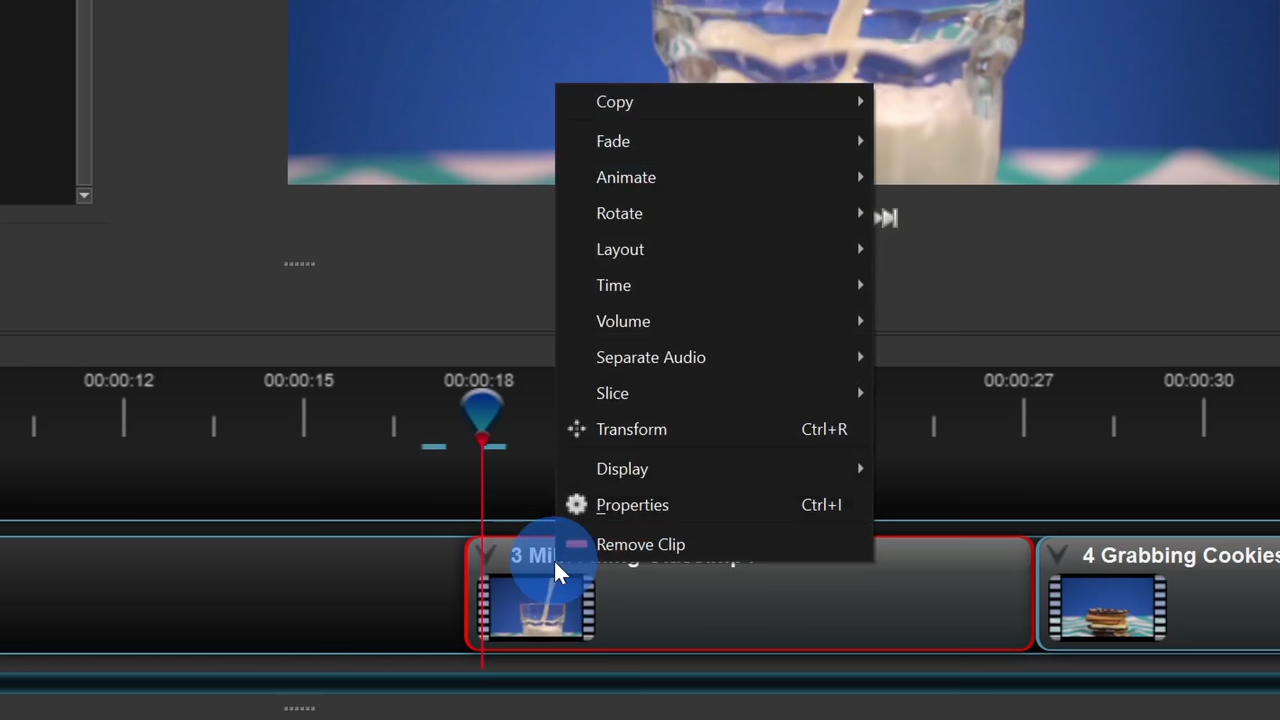 Copy
Fade
Animate
Rotate
Layout
Time
Volume
Separate Audio
Slice
Transform Ctrl+R
Display
Properties Ctrl+I
Remove Clip
00:00:12 00:00:15 00:00:18 00:00:27 00:00:30
3
4 Grabbing Cookies